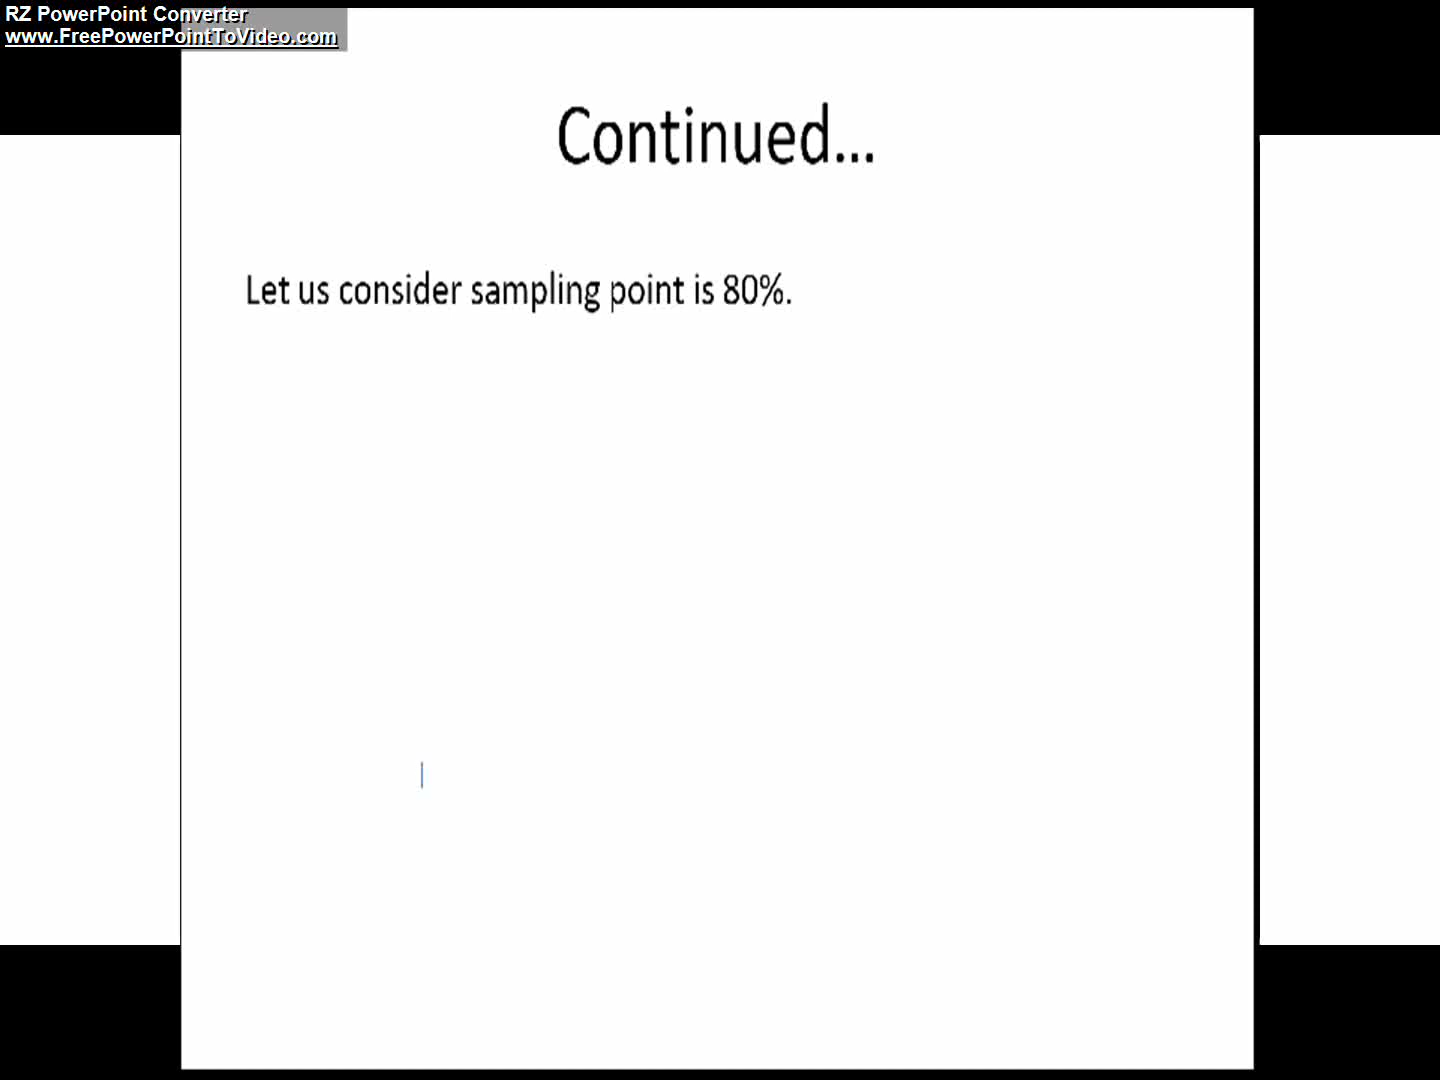 RZ PowerPoint Converter
www.FreePowerPointToVideo.com
Continued...
Let us consider sampling point is 80%.